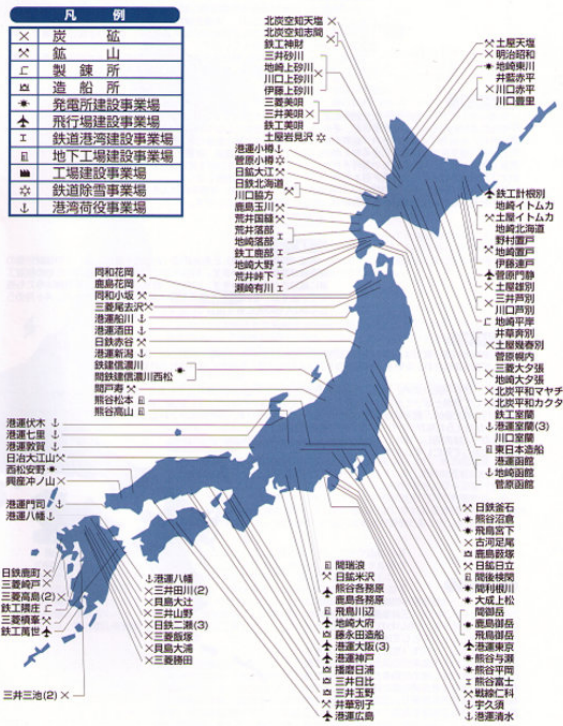 凡 例
炭 砿
鉱 山
製 錬 所
造 船 所
発電所建設事業場
飛行場建設事業場
鉄道港湾建設事業場
地下工場建設事業場
工場建設事業場
鉄道除雪事業場
港湾荷役事業場
北炭空知天塩
北炭空知志間
鉄工神財
三井砂川
地崎上砂川
川口上砂川
伊藤上砂川
三菱美唄
三井美唄
鉄工美唄
土屋岩見沢
港運小樽
菅原小樽
日鉱大江
日鉄北海道
川口脇方
鹿島玉川
荒井国縫
荒井落部
地崎落部
鉄工鹿部
地崎大野
荒井峠下
瀬崎有川
土屋天塩
明治昭和
地崎東川
井藍赤平
川口赤平
川口豊里
鉄工計根別
地崎イトムカ
土屋イトムカ
地崎北海道
野村置戸
地崎置戸
伊藤連戸
菅原門静
土屋雄別
三井芦別
川口芦別
地崎平岸
井華奔別
土屋幾春別
菅原幌内
三菱大夕張
地崎大夕張
北炭平和マヤチ
北炭平和カクタ
鉄工室蘭
港運室蘭(3)
川口室蘭
東日本造船
港運函館
地崎函館
菅原函館
同和花岡
鹿島花岡
同和小坂
三菱尾去沢
港運船川
港運酒田
日鉄赤谷
港運新潟
鉄建信濃川
間鉄建信濃川西松
間戸寿
熊谷松本
熊谷高山
港運伏木
港運七里
港運敦賀
日冶大江山
西松安野
興産沖ノ山
港運門司
港運八幡
日鉄鹿町
三菱崎戸
三菱高島(2)
鉄工隈庄
三菱槙峯
鉄工萬世
三井三池(2)
港運八幡
三井田川(2)
貝島大辻
三井山野
日鉄二瀬(3)
三菱飯塚
貝島大浦
三菱勝田
間瑞浪
日鉱米沢
熊谷各務原
鹿島各務原
飛島川辺
地崎大府
藤永田造船
港運大阪(3)
港運神戸
播磨日浦
三井日比
三井玉野
井華別子
港運広島
日鉄釜石
熊谷沼倉
飛島宮下
古河足尾
鹿島藪塚
日鉱日立
間後検閲
間利根川
大成上松
間御岳
鹿島御岳
飛島御岳
港運東京
熊谷与瀬
熊谷平岡
熊谷富士
戦線仁科
宇久須
港運清水